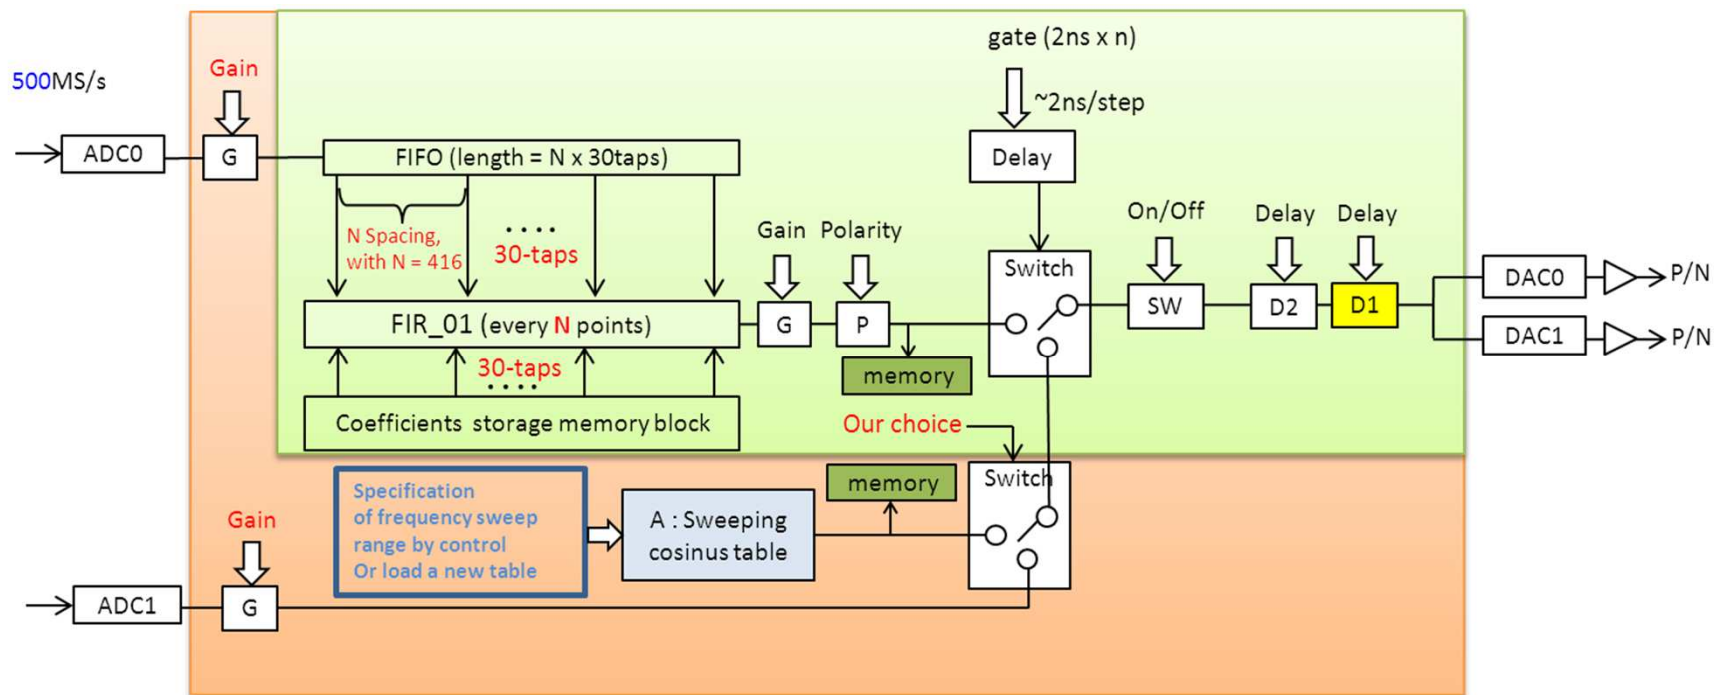 500MS/s
ADC0
Gain
G
FIFO (length = N x 30taps)
N Spacing,
with N = 416
....
30-taps
FIR_01 (every N points)
30-taps
....
Coefficients storage memory block
Gain
G
Polarity
P
memory
gate (2ns x n)
~2ns/step
Delay
Switch
On/Off
SW
Delay
D2
Delay
D1
DAC0
P/N
DAC1
P/N
Our choice
Switch
memory
Specification
of frequency sweep
range by control
Or load a new table
A : Sweeping
cosinus table
Gain
ADC1
G